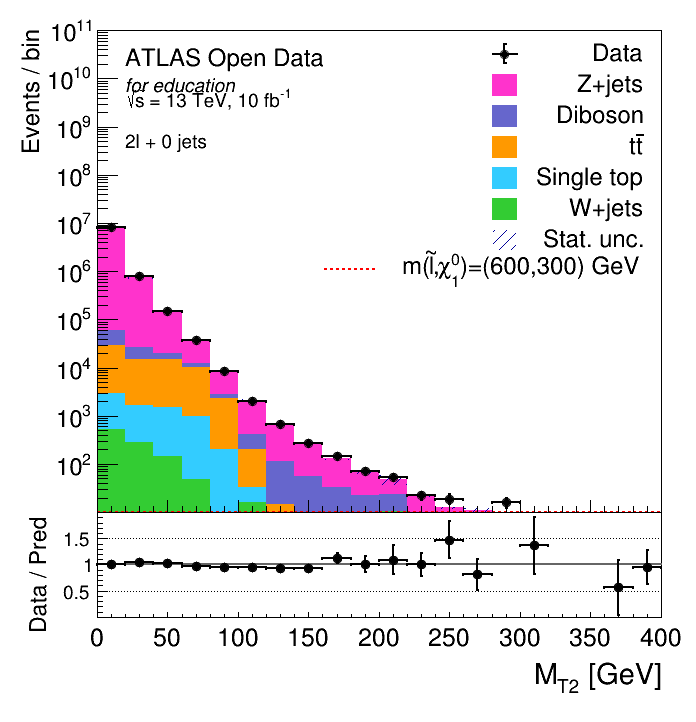 Events / bin
10¹¹
10¹⁰
10⁹
10⁸
10⁷
10⁶
10⁵
10⁴
10³
10²
ATLAS Open Data
for education
√s = 13 TeV, 10 fb⁻¹
2l + 0 jets
Data
Z+jets
Diboson
tt̄
Single top
W+jets
Stat. unc.
m(l̃,χ⁰₁)=(600,300) GeV
Data / Pred
1.5
1
0.5
0 50 100 150 200 250 300 350 400
M_T2 [GeV]